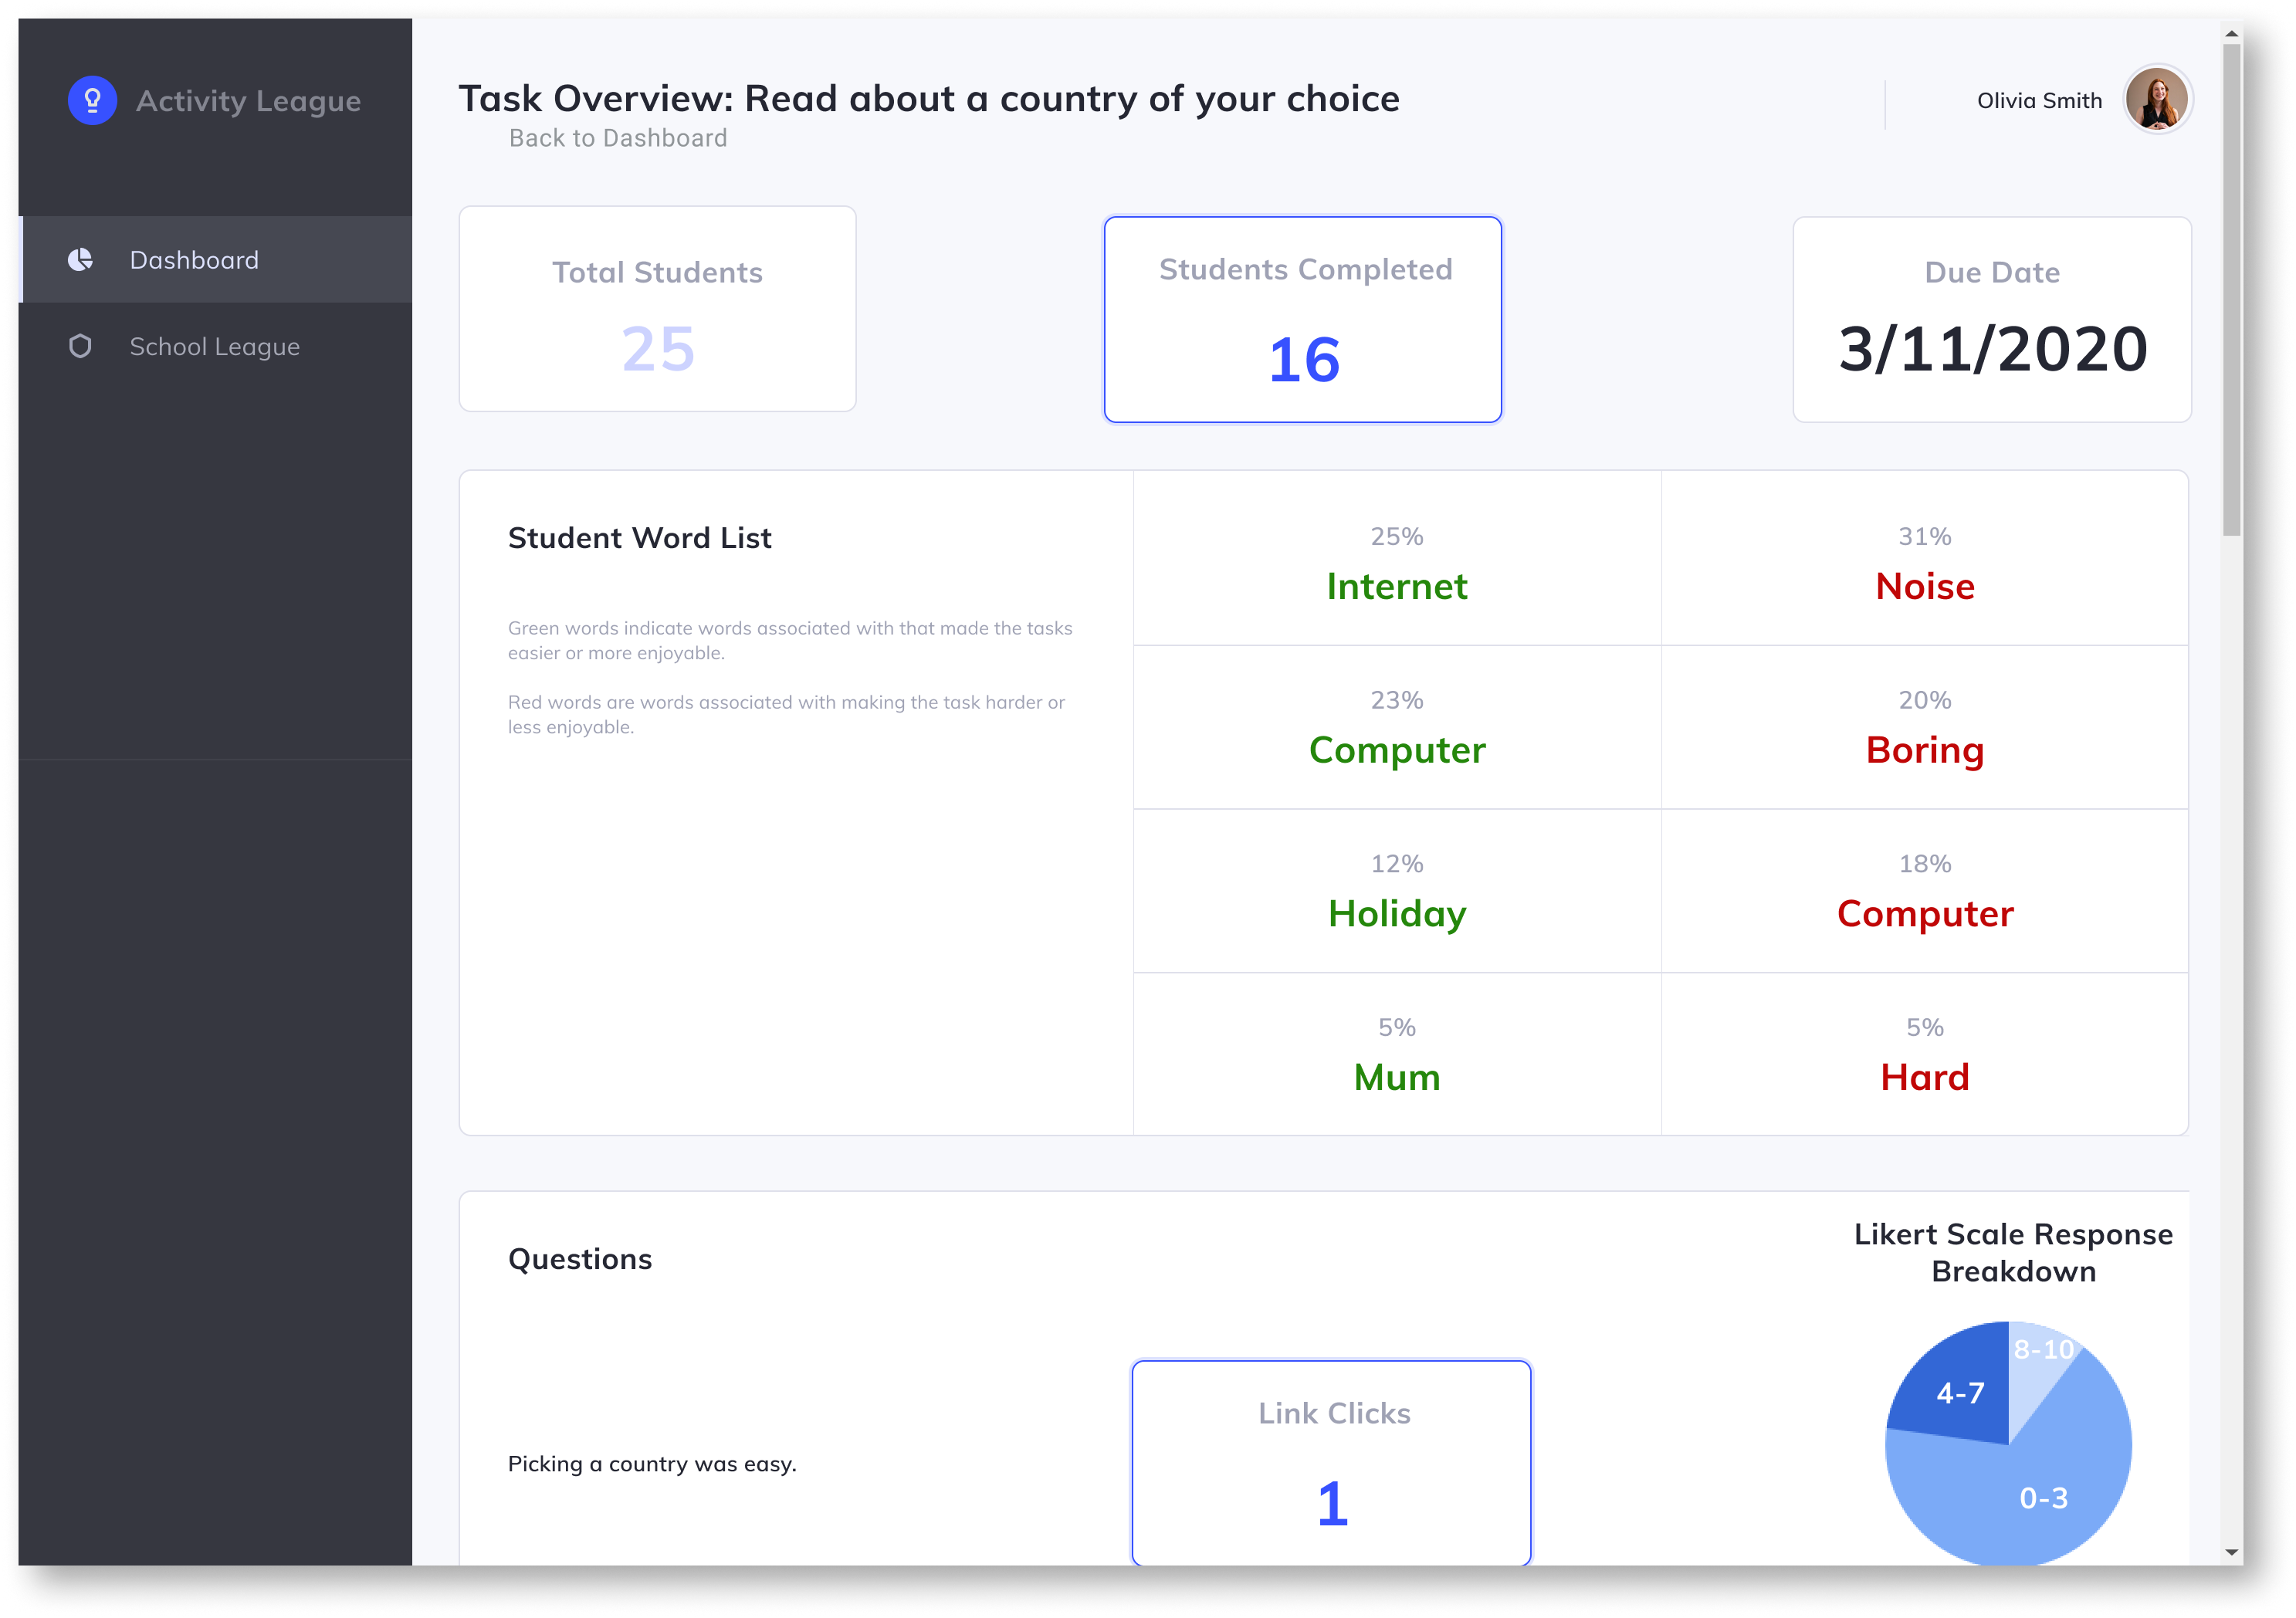 Activity League
Dashboard
School League
Task Overview: Read about a country of your choice
Back to Dashboard
Olivia Smith
Total Students
25
Students Completed
16
Due Date
3/11/2020
Student Word List
Green words indicate words associated with that made the tasks
easier or more enjoyable.
Red words are words associated with making the task harder or
less enjoyable.
25%
Internet
31%
Noise
23%
Computer
20%
Boring
12%
Holiday
18%
Computer
5%
Mum
5%
Hard
Questions
Picking a country was easy.
Link Clicks
1
Likert Scale Response
Breakdown
8-10
4-7
0-3